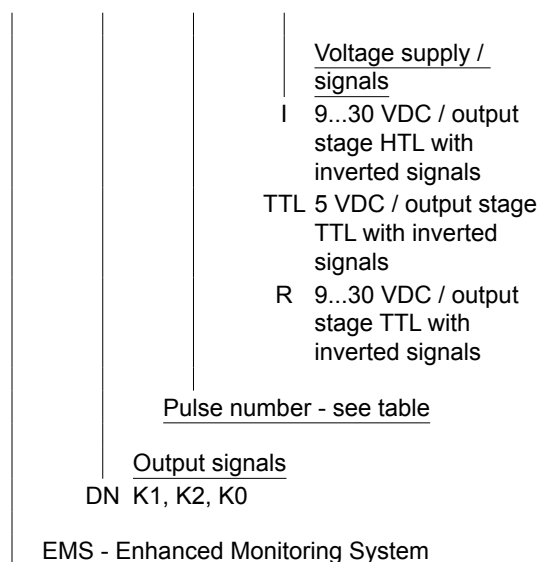 Voltage supply /
signals
I 9...30 VDC / output
stage HTL with
inverted signals
TTL 5 VDC / output stage
TTL with inverted
signals
R 9...30 VDC / output
stage TTL with
inverted signals
Pulse number - see table
Output signals
DN K1, K2, K0
EMS - Enhanced Monitoring System